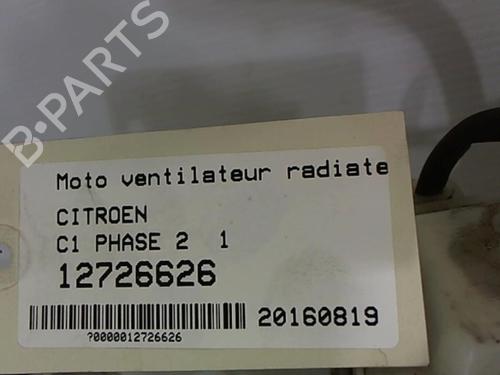 B-PARTS
Moto ventilateur radiate
CITROEN
C1 PHASE 2 1
12726626
20160819
?0000012726626